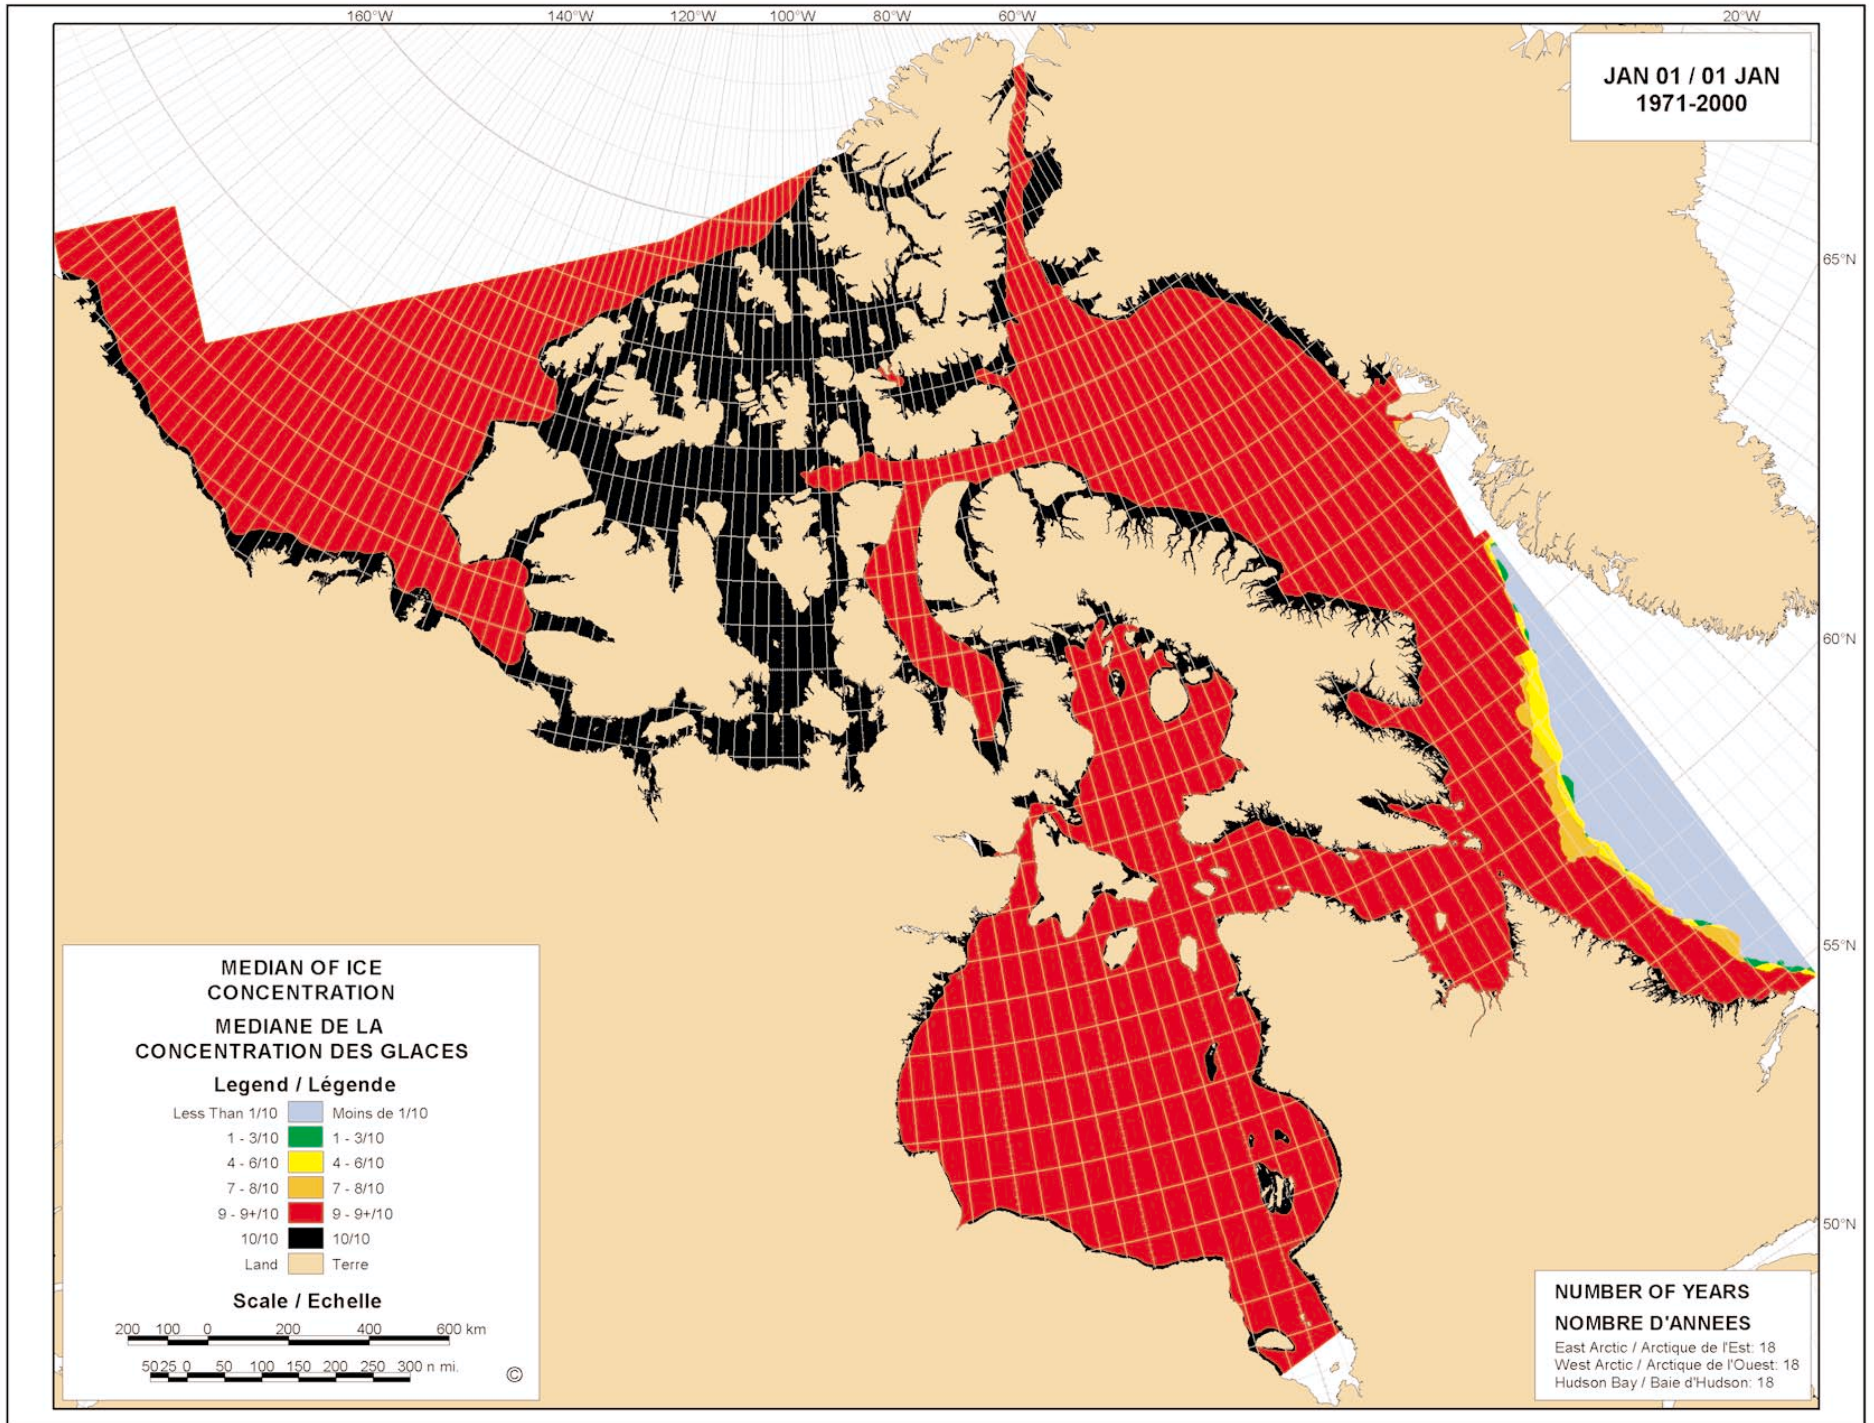 160°W 140°W 120°W 100°W 80°W 60°W 20°W
JAN 01 / 01 JAN
1971-2000
65°N
60°N
55°N
50°N
MEDIAN OF ICE
CONCENTRATION
MEDIANE DE LA
CONCENTRATION DES GLACES
Legend / Légende
Less Than 1/10 Moins de 1/10
1 - 3/10 1 - 3/10
4 - 6/10 4 - 6/10
7 - 8/10 7 - 8/10
9 - 9+/10 9 - 9+/10
10/10 10/10
Land Terre
Scale / Echelle
200 100 0 200 400 600 km
50 25 0 50 100 150 200 250 300 n mi.
©
NUMBER OF YEARS
NOMBRE D'ANNEES
East Arctic / Arctique de l'Est: 18
West Arctic / Arctique de l'Ouest: 18
Hudson Bay / Baie d'Hudson: 18